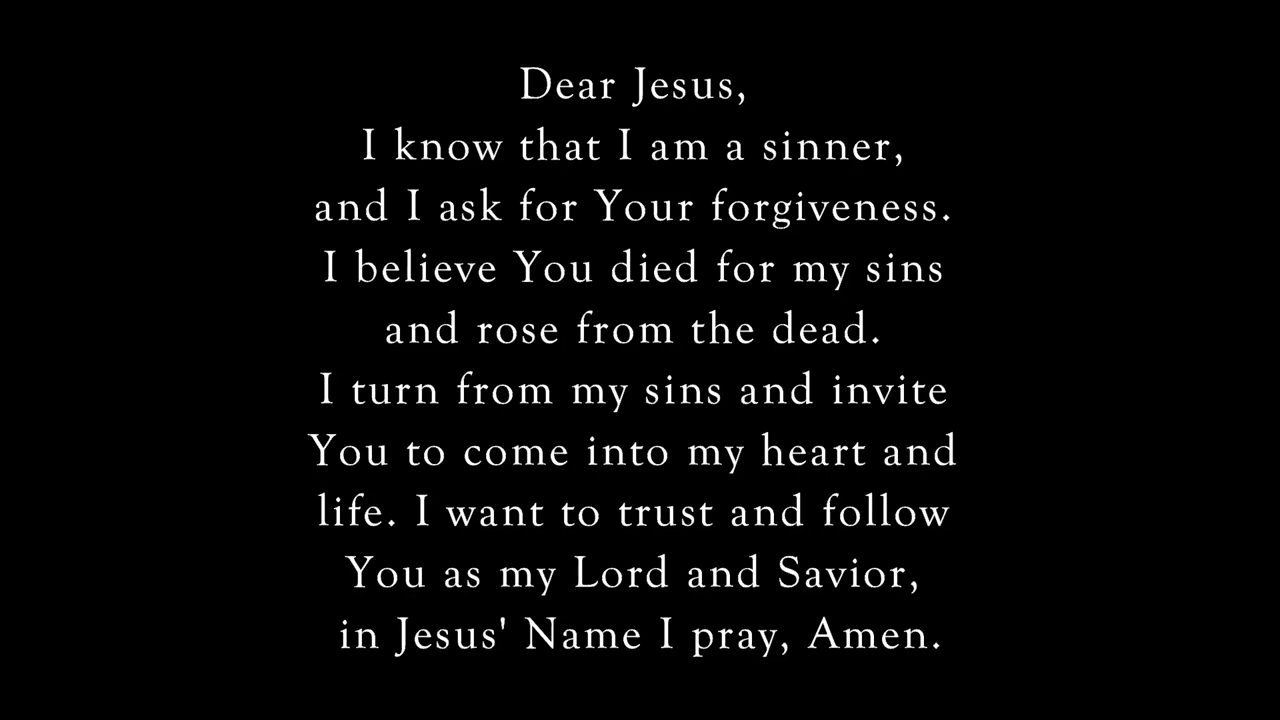 Dear Jesus,
I know that I am a sinner,
and I ask for Your forgiveness.
I believe You died for my sins
and rose from the dead.
I turn from my sins and invite
You to come into my heart and
life. I want to trust and follow
You as my Lord and Savior,
in Jesus' Name I pray, Amen.